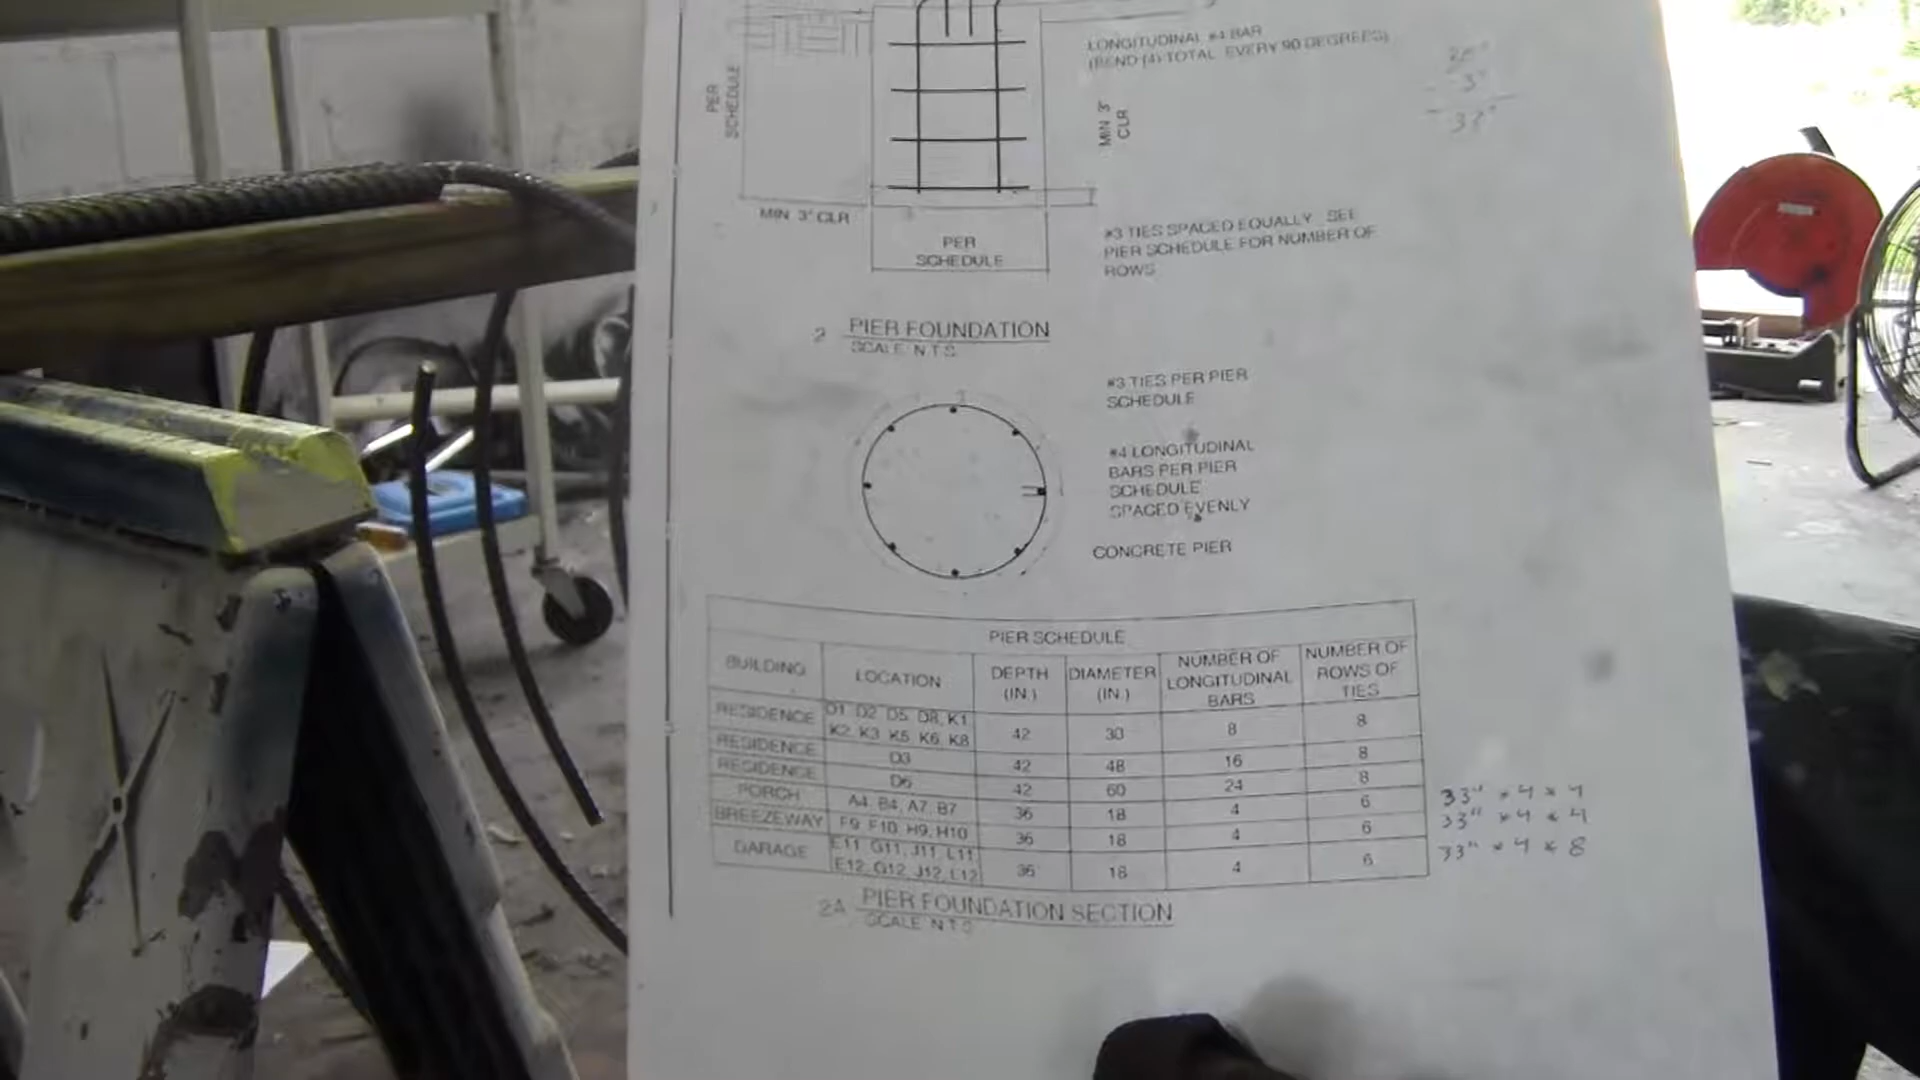 LONGITUDINAL #4 BAR
(BEND (4) TOTAL EVERY 90 DEGREES)
PER
SCHEDULE
MIN 3"
CLR
3"
MIN 3" CLR
PER
SCHEDULE
#3 TIES SPACED EQUALLY SEE
PIER SCHEDULE FOR NUMBER OF
ROWS
2 PIER FOUNDATION
SCALE N.T.S.
#3 TIES PER PIER
SCHEDULE
#4 LONGITUDINAL
BARS PER PIER
SCHEDULE
SPACED EVENLY
CONCRETE PIER
PIER SCHEDULE
BUILDING LOCATION DEPTH (IN.) DIAMETER (IN.) NUMBER OF LONGITUDINAL BARS NUMBER OF ROWS OF TIES
RESIDENCE D1, D2, D5, D8, K1, K2, K3, K5, K6, K8 42 30 8 8
RESIDENCE D3 42 48 16 8
RESIDENCE D6 42 60 24 8
PORCH A4, B4, A7, B7 36 18 4 6 33" * 4 * 4
BREEZEWAY F9, F10, H9, H10 36 18 4 6 33" * 4 * 4
GARAGE E11, G11, J11, L11, E12, G12, J12, L12 36 18 4 6 33" * 4 * 8
2A PIER FOUNDATION SECTION
SCALE N.T.S.